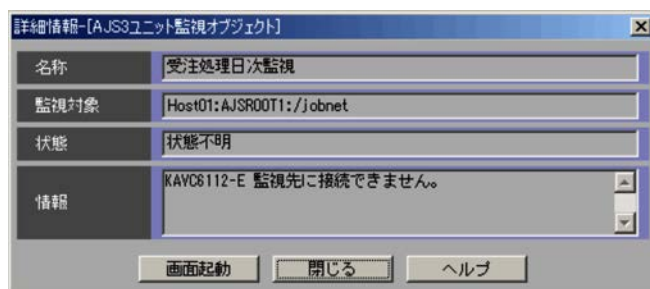 詳細情報-[AJS3ユニット監視オブジェクト]
名称 受注処理日次監視
監視対象 Host01:AJSROOT1:/jobnet
状態 状態不明
情報 KAVC6112-E 監視先に接続できません。
画面起動 閉じる ヘルプ